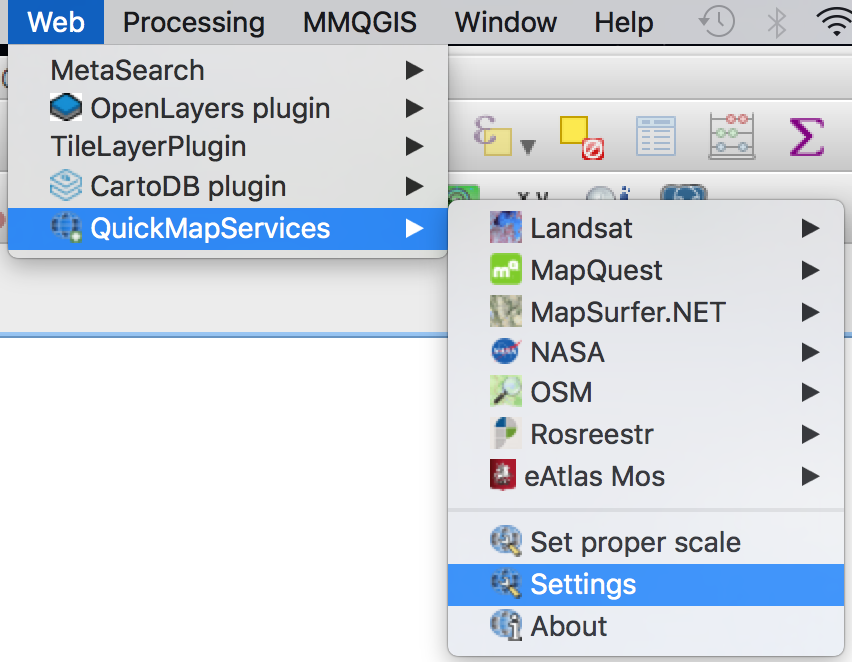 Web Processing MMQGIS Window Help
MetaSearch
OpenLayers plugin
TileLayerPlugin
CartoDB plugin
QuickMapServices
Landsat
MapQuest
MapSurfer.NET
NASA
OSM
Rosreestr
eAtlas Mos
Set proper scale
Settings
About